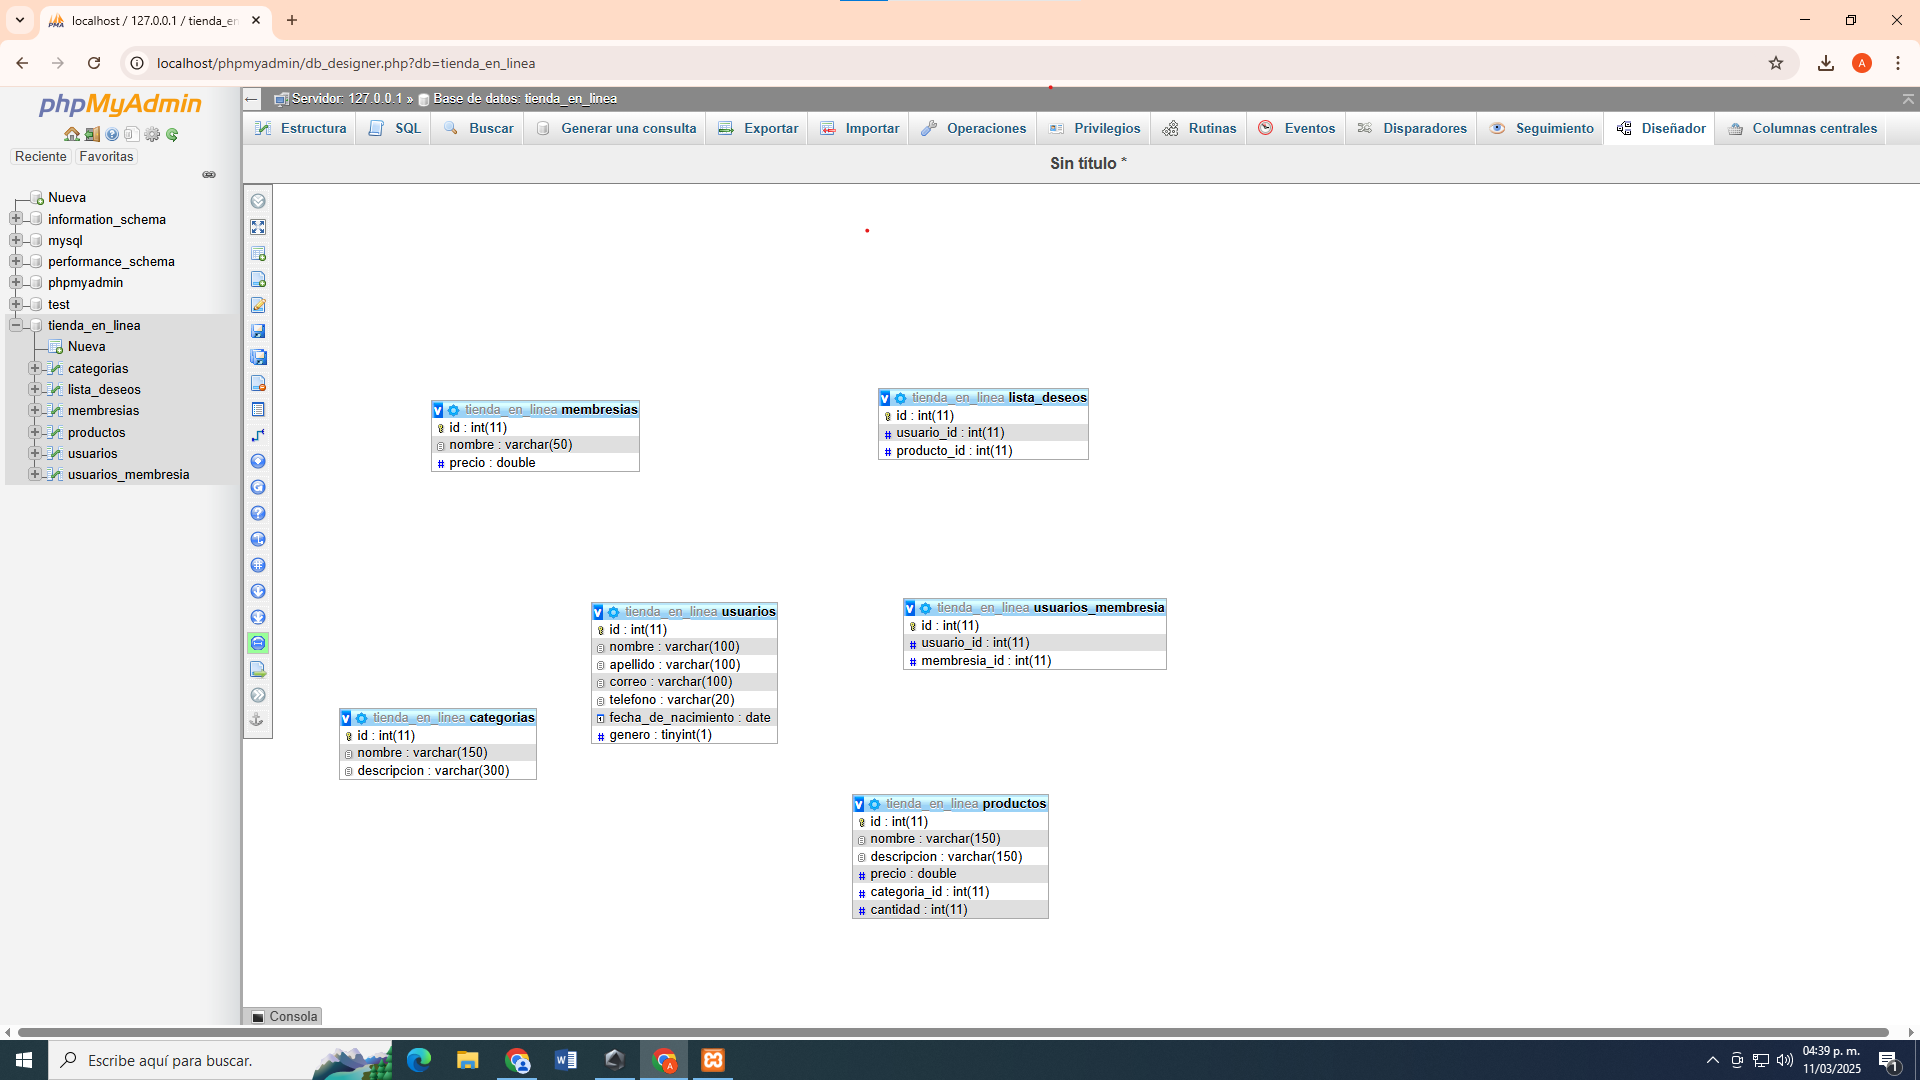 localhost / 127.0.0.1 / tienda_en
localhost/phpmyadmin/db_designer.php?db=tienda_en_linea
A
phpMyAdmin
Reciente
Favoritas
Nueva
information_schema
mysql
performance_schema
phpmyadmin
test
tienda_en_linea
Nueva
categorias
lista_deseos
membresias
productos
usuarios
usuarios_membresia
Servidor: 127.0.0.1 » Base de datos: tienda_en_linea
Estructura
SQL
Buscar
Generar una consulta
Exportar
Importar
Operaciones
Privilegios
Rutinas
Eventos
Disparadores
Seguimiento
Diseñador
Columnas centrales
Sin título *
v tienda_en_linea membresias
id : int(11)
nombre : varchar(50)
# precio : double
v tienda_en_linea lista_deseos
id : int(11)
# usuario_id : int(11)
# producto_id : int(11)
v tienda_en_linea usuarios
id : int(11)
nombre : varchar(100)
apellido : varchar(100)
correo : varchar(100)
telefono : varchar(20)
fecha_de_nacimiento : date
# genero : tinyint(1)
v tienda_en_linea usuarios_membresia
id : int(11)
# usuario_id : int(11)
# membresia_id : int(11)
v tienda_en_linea categorias
id : int(11)
nombre : varchar(150)
descripcion : varchar(300)
v tienda_en_linea productos
id : int(11)
nombre : varchar(150)
descripcion : varchar(150)
# precio : double
# categoria_id : int(11)
# cantidad : int(11)
Consola
Escribe aquí para buscar.
04:39 p. m.
11/03/2025
1